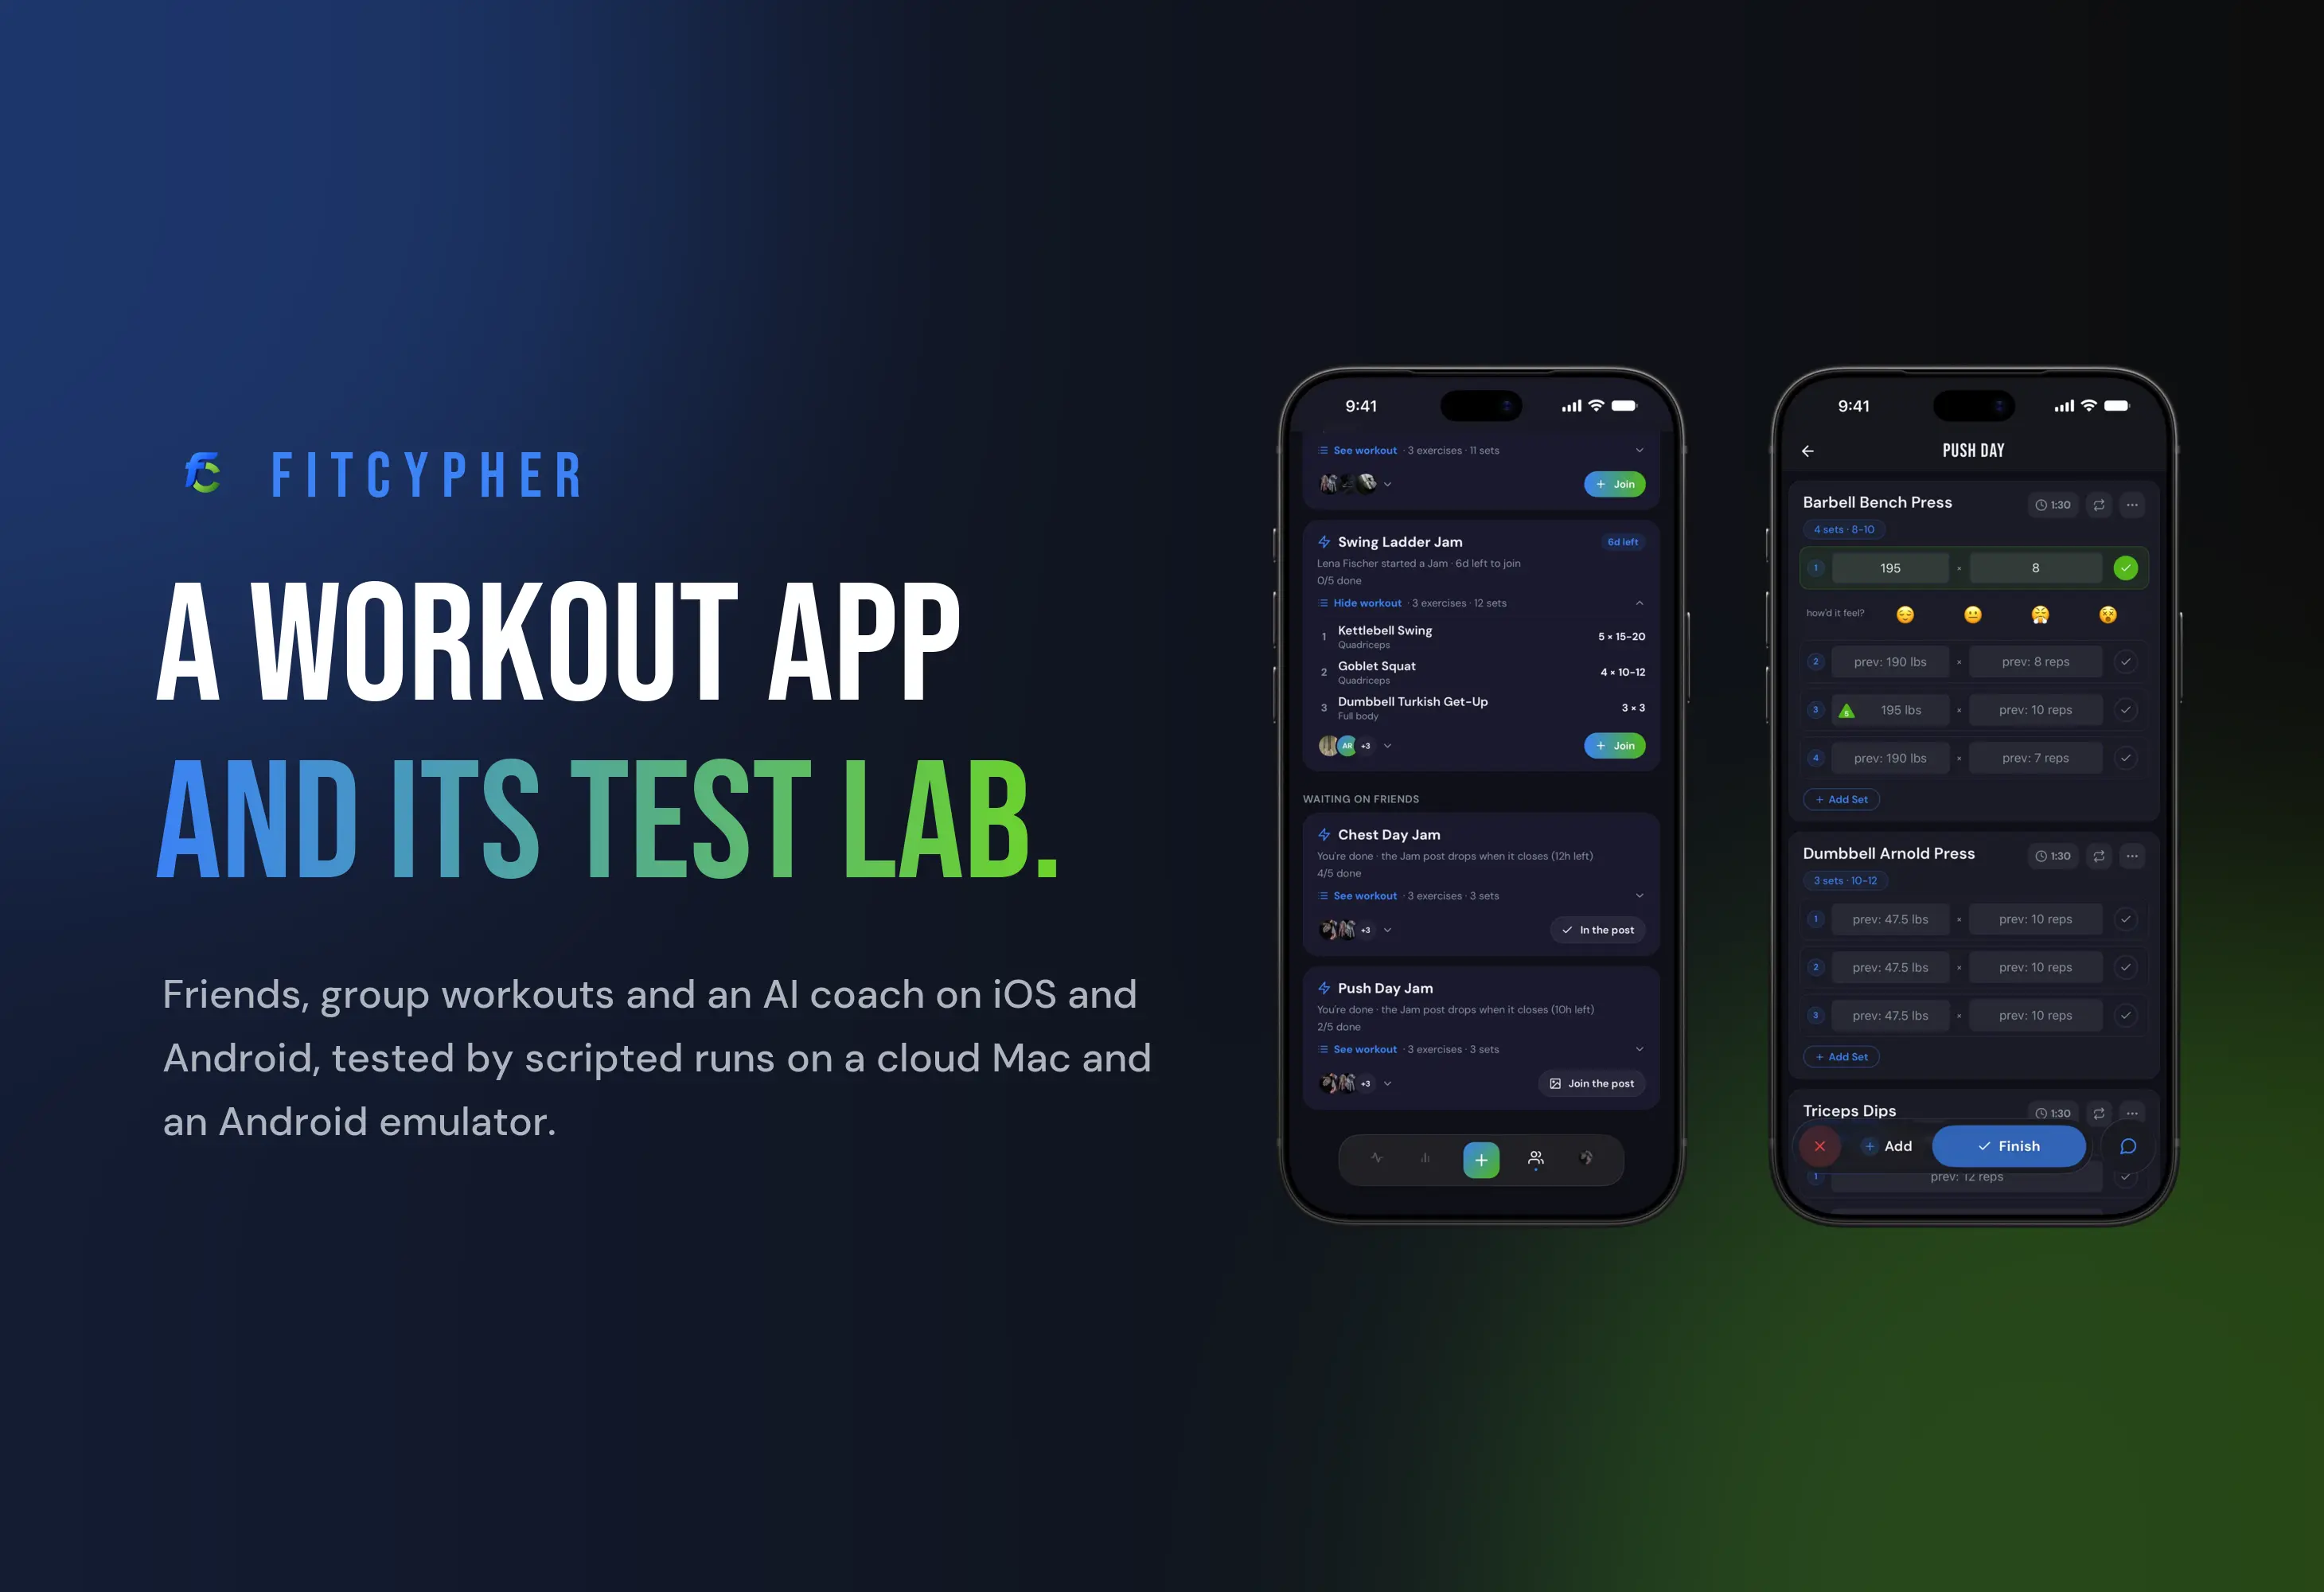 FITCYPHER
A WORKOUT APP
AND ITS TEST LAB.
Friends, group workouts and an AI coach on iOS and
Android, tested by scripted runs on a cloud Mac and
an Android emulator.
9:41
See workout · 3 exercises · 11 sets
+ Join
Swing Ladder Jam 6d left
Lena Fischer started a Jam · 6d left to join
0/5 done
Hide workout · 3 exercises · 12 sets
1 Kettlebell Swing 5 × 15-20
Quadriceps
2 Goblet Squat 4 × 10-12
Quadriceps
3 Dumbbell Turkish Get-Up 3 × 3
Full body
AR +3 + Join
WAITING ON FRIENDS
Chest Day Jam
You're done · the Jam post drops when it closes (12h left)
4/5 done
See workout · 3 exercises · 3 sets
+3 In the post
Push Day Jam
You're done · the Jam post drops when it closes (10h left)
2/5 done
See workout · 3 exercises · 3 sets
+3 Join the post
9:41
PUSH DAY
Barbell Bench Press 1:30
4 sets · 8-10
1 195 × 8
how'd it feel?
2 prev: 190 lbs × prev: 8 reps
3 5 195 lbs × prev: 10 reps
4 prev: 190 lbs × prev: 7 reps
+ Add Set
Dumbbell Arnold Press 1:30
3 sets · 10-12
1 prev: 47.5 lbs × prev: 10 reps
2 prev: 47.5 lbs × prev: 10 reps
3 prev: 47.5 lbs × prev: 10 reps
+ Add Set
Triceps Dips 1:30
+ Add Finish
1 prev: 12 reps